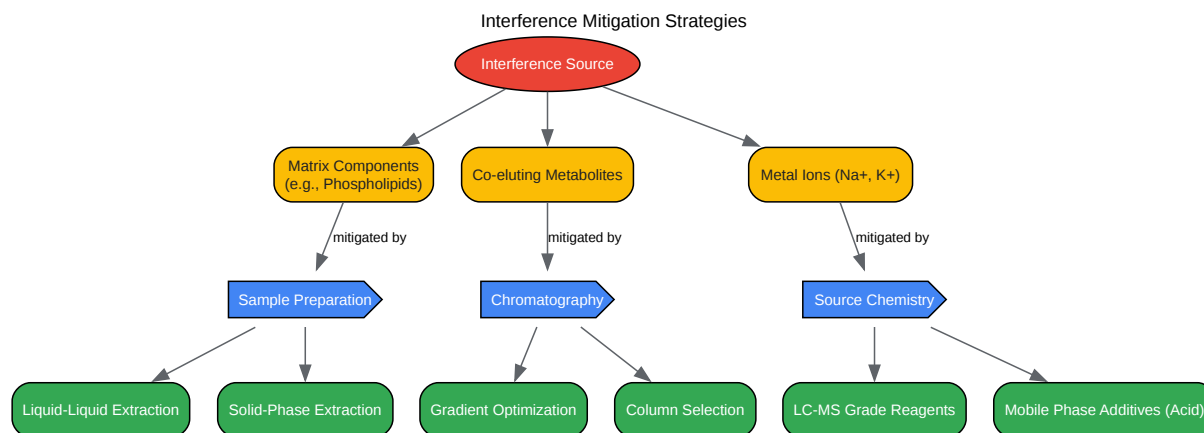 Interference Mitigation Strategies
Interference Source
Matrix Components
(e.g., Phospholipids)
Co-eluting Metabolites
Metal Ions (Na+, K+)
mitigated by
mitigated by
mitigated by
Sample Preparation
Chromatography
Source Chemistry
Liquid-Liquid Extraction
Solid-Phase Extraction
Gradient Optimization
Column Selection
LC-MS Grade Reagents
Mobile Phase Additives (Acid)